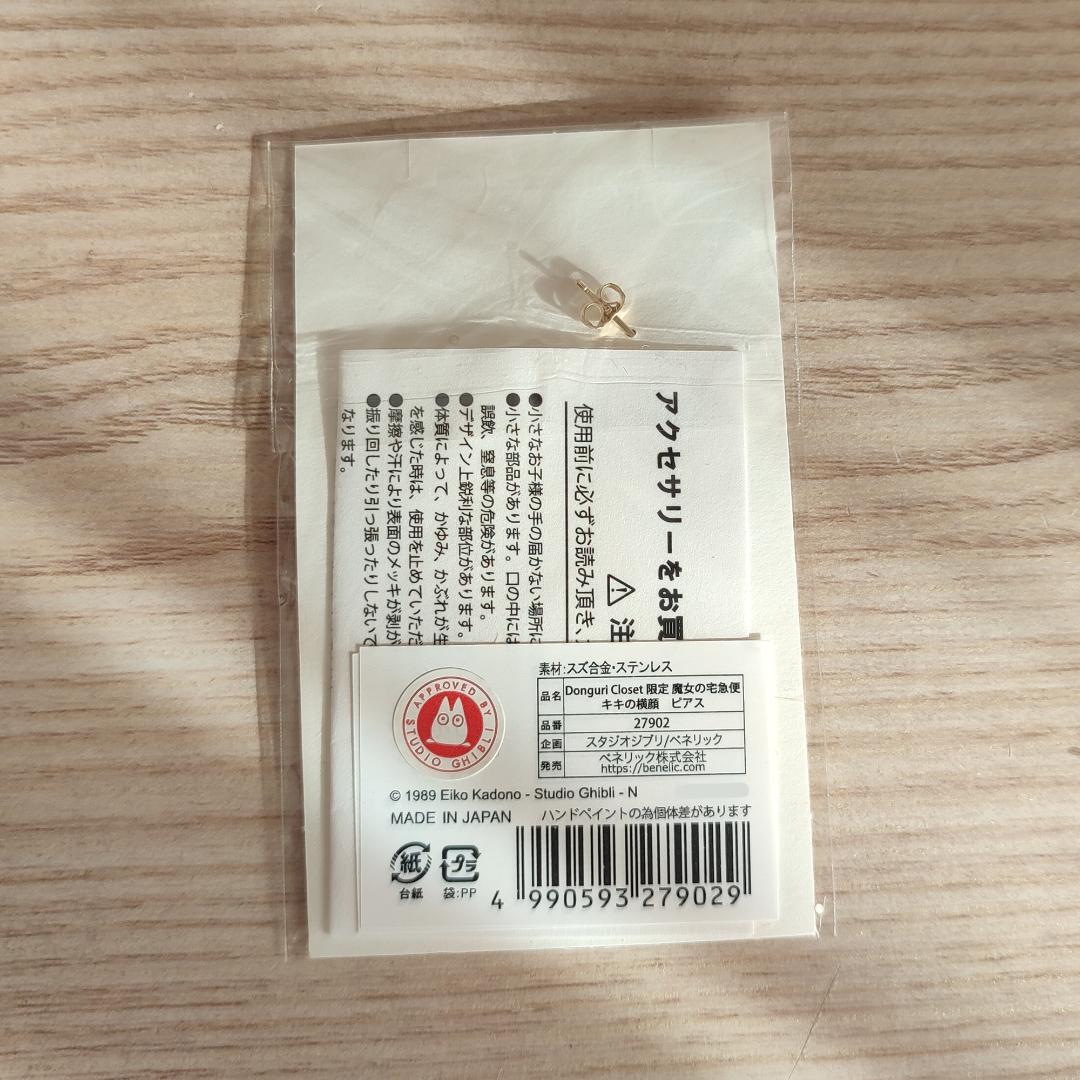 アクセサリーをお買
⚠ 注
使用前に必ずお読み頂き、
●小さなお子様の手の届かない場所に
●小さな部品があります。口の中には
誤飲、窒息等の危険があります。
●デザイン上鋭利な部位があります。
●体質によって、かゆみ、かぶれが生
を感じた時は、使用を止めていただ
●摩擦や汗により表面のメッキが剥が
●振り回したり引っ張ったりしないで
なります。
APPROVED BY STUDIO GHIBLI
素材:スズ合金・ステンレス
品名 Donguri Closet 限定 魔女の宅急便
キキの横顔 ピアス
品番 27902
企画 スタジオジブリ/ベネリック
発売 ベネリック株式会社
https://benelic.com
© 1989 Eiko Kadono - Studio Ghibli - N
MADE IN JAPAN ハンドペイントの為個体差があります
紙 プラ
台紙 袋:PP
4 990593 279029